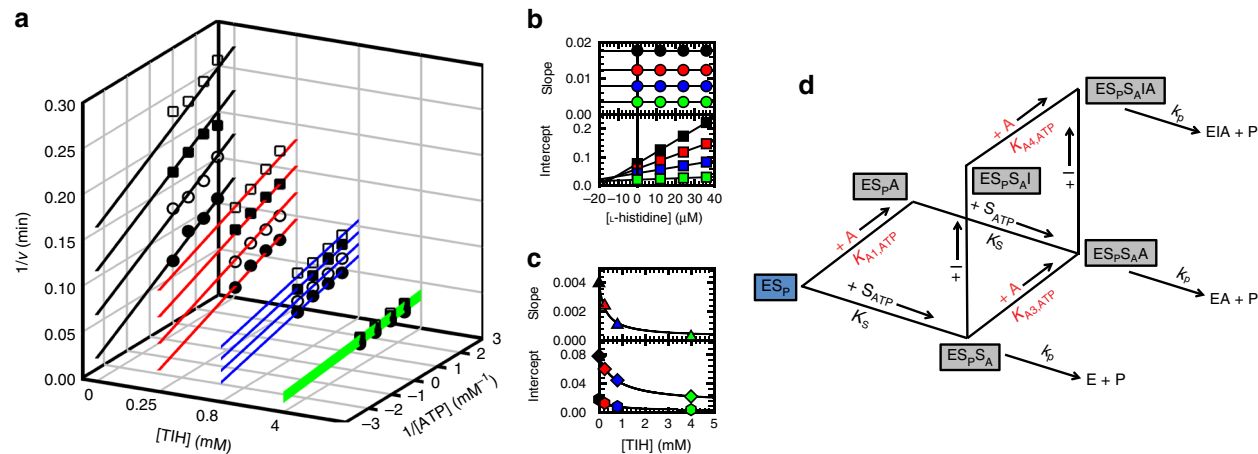 a
0.30
0.25
0.20
0.15
0.10
0.05
0.00
1/v (min)
0
0.25
0.8
4
[TIH] (mM)
−3
−2
−1
0
1
2
3
1/[ATP] (mM⁻¹)
b
0.02
0.01
0.00
Slope
0.2
0.1
0.0
Intercept
−20 −10 0 10 20 30 40
[L-histidine] (μM)
c
0.004
0.002
0.000
Slope
0.08
0.04
0.00
Intercept
0 1 2 3 4 5
[TIH] (mM)
d
ESPSAIA
kp
EIA + P
+ A
KA4,ATP
+ I
ESPA
ESPSAI
+ SATP
KS
+ A
KA1,ATP
+ I
ESP
ESPSAA
kp
EA + P
+ A
KA3,ATP
+ SATP
KS
ESPSA
kp
E + P